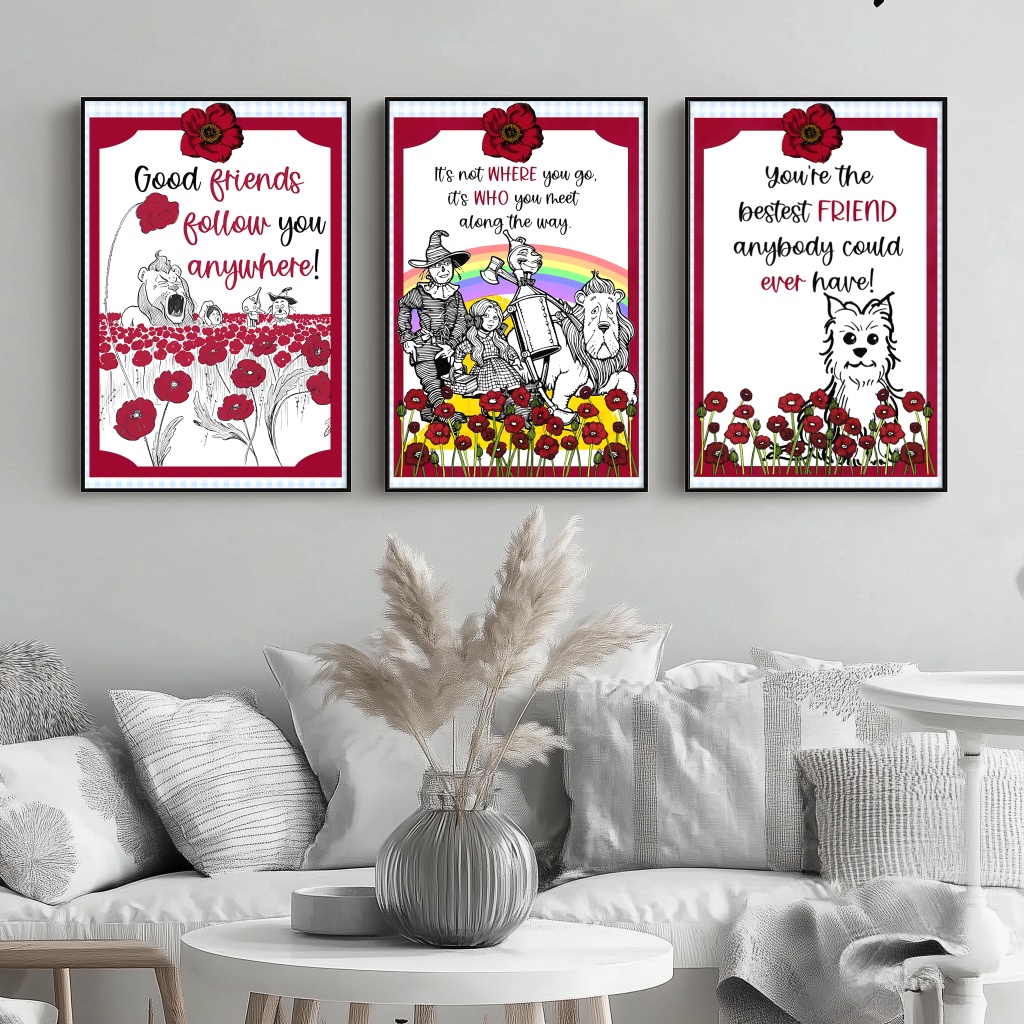 Good friends
follow you
anywhere!
It's not WHERE you go,
it's WHO you meet
along the way.
You're the
bestest FRIEND
anybody could
ever have!